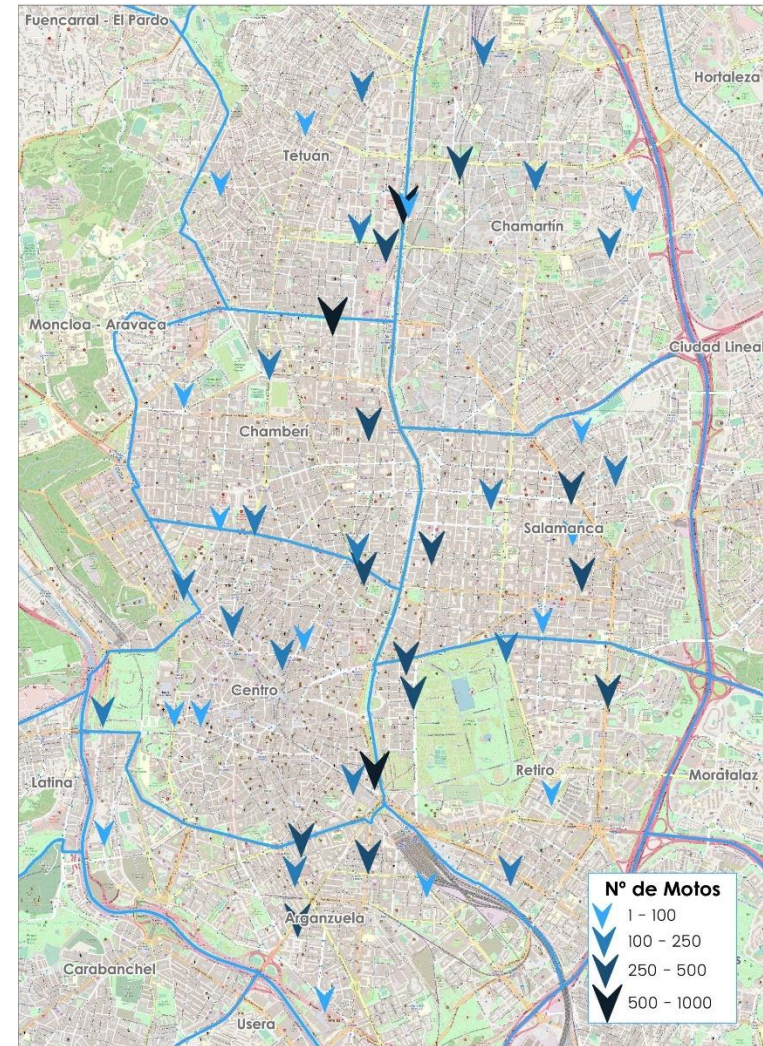 Fuencarral - El Pardo
Hortaleza
Tetuán
Chamartín
Moncloa - Aravaca
Ciudad Lineal
Chamberí
Salamanca
Centro
Latina
Retiro
Moratalaz
Arganzuela
Carabanchel
Usera
Nº de Motos
1 - 100
100 - 250
250 - 500
500 - 1000